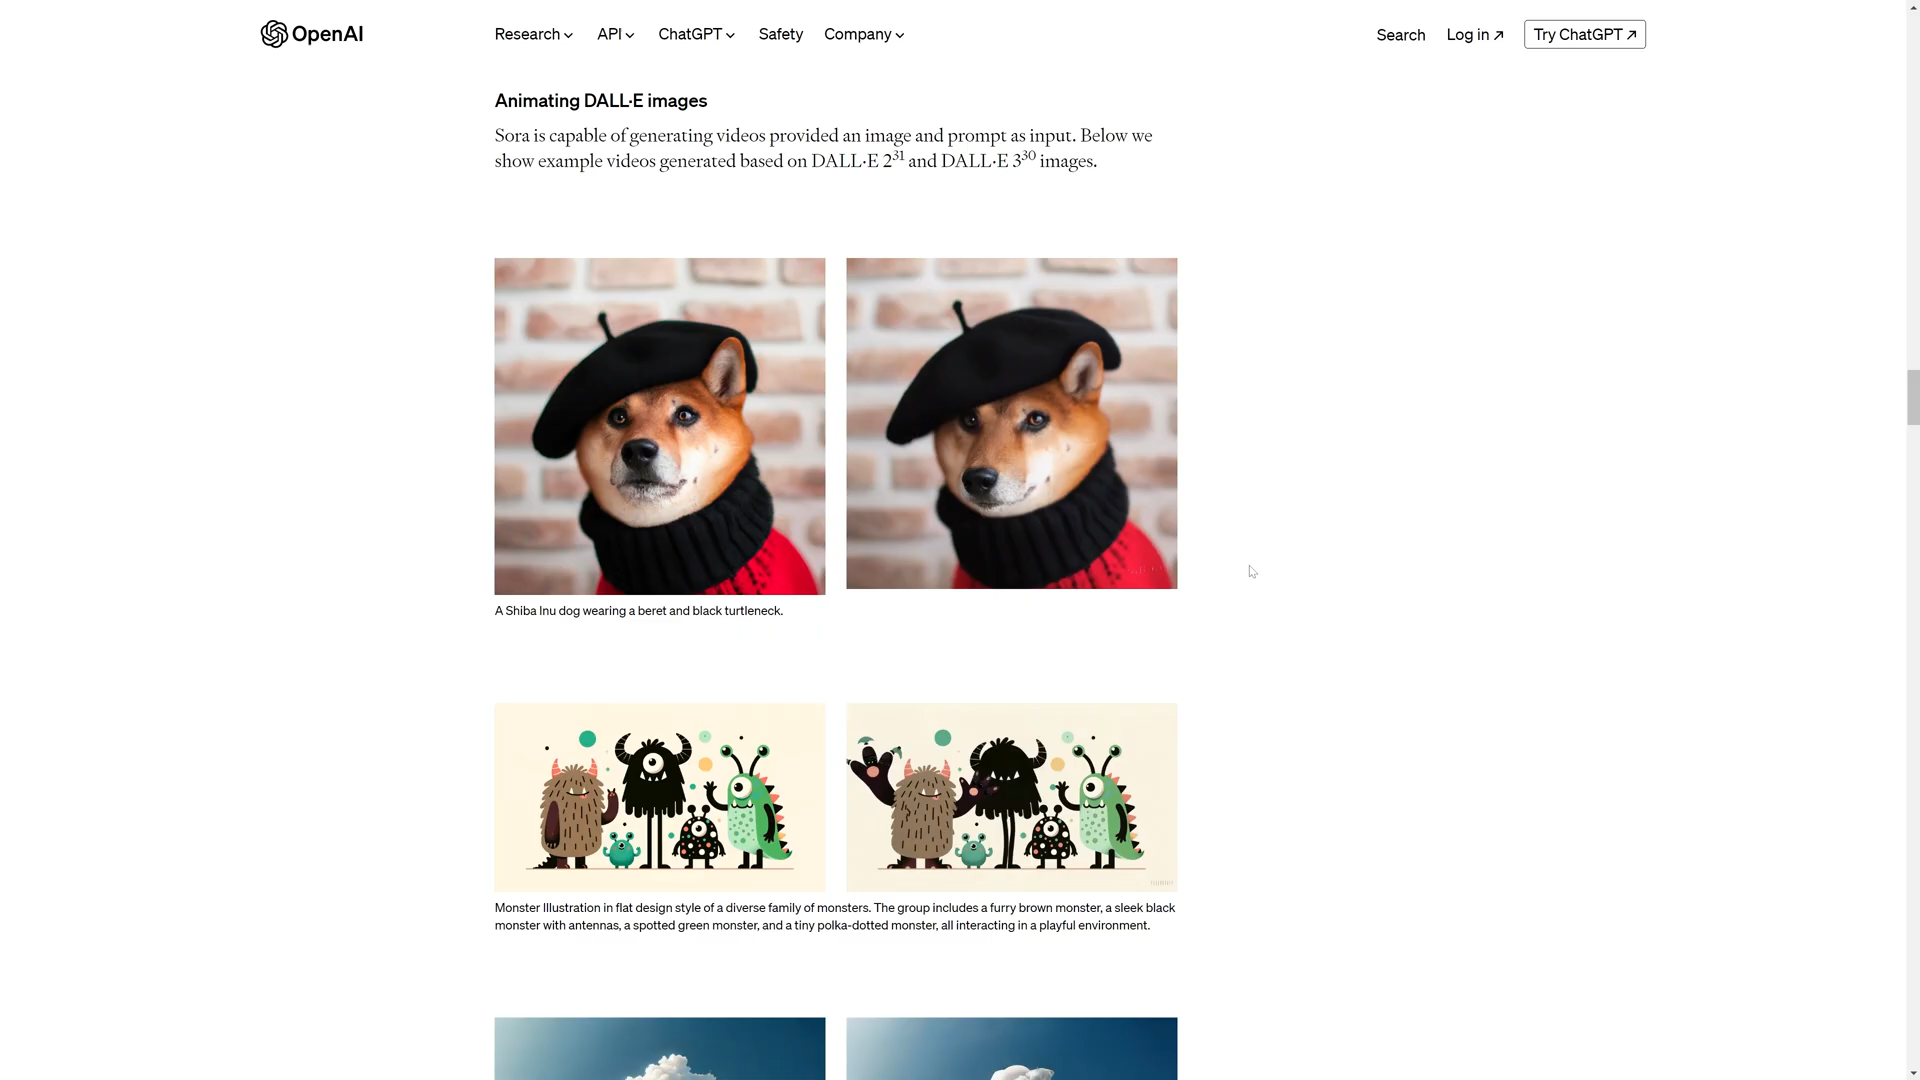 OpenAI
Research API ChatGPT Safety Company
Search Log in Try ChatGPT
Animating DALL·E images
Sora is capable of generating videos provided an image and prompt as input. Below we
show example videos generated based on DALL·E 2³¹ and DALL·E 3³⁰ images.
A Shiba Inu dog wearing a beret and black turtleneck.
Monster Illustration in flat design style of a diverse family of monsters. The group includes a furry brown monster, a sleek black
monster with antennas, a spotted green monster, and a tiny polka-dotted monster, all interacting in a playful environment.